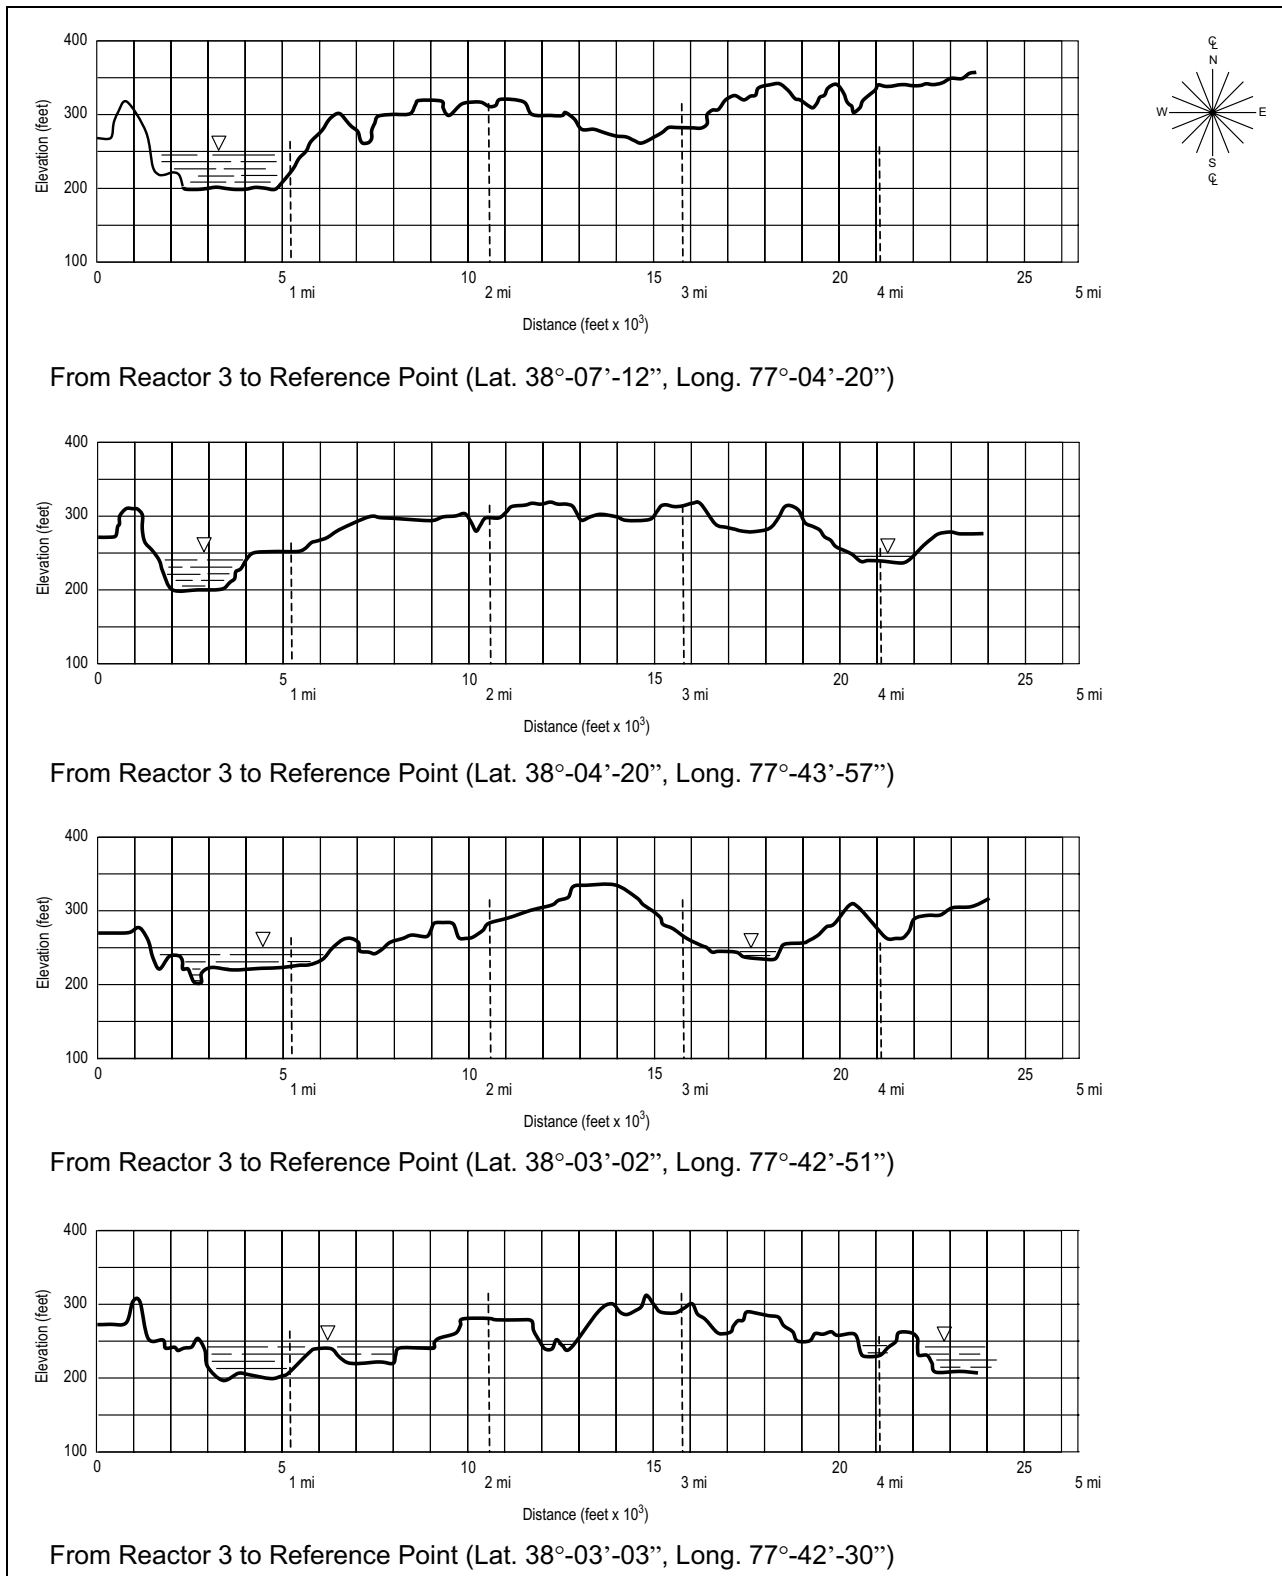 400
300
200
100
Elevation (feet)
0 5 10 15 20 25
1 mi 2 mi 3 mi 4 mi 5 mi
Distance (feet x 10³)
℄
N
W E
S
℄
From Reactor 3 to Reference Point (Lat. 38°-07’-12”, Long. 77°-04’-20”)
400
300
200
100
Elevation (feet)
0 5 10 15 20 25
1 mi 2 mi 3 mi 4 mi 5 mi
Distance (feet x 10³)
From Reactor 3 to Reference Point (Lat. 38°-04’-20”, Long. 77°-43’-57”)
400
300
200
100
Elevation (feet)
0 5 10 15 20 25
1 mi 2 mi 3 mi 4 mi 5 mi
Distance (feet x 10³)
From Reactor 3 to Reference Point (Lat. 38°-03’-02”, Long. 77°-42’-51”)
400
300
200
100
Elevation (feet)
0 5 10 15 20 25
1 mi 2 mi 3 mi 4 mi 5 mi
Distance (feet x 10³)
From Reactor 3 to Reference Point (Lat. 38°-03’-03”, Long. 77°-42’-30”)